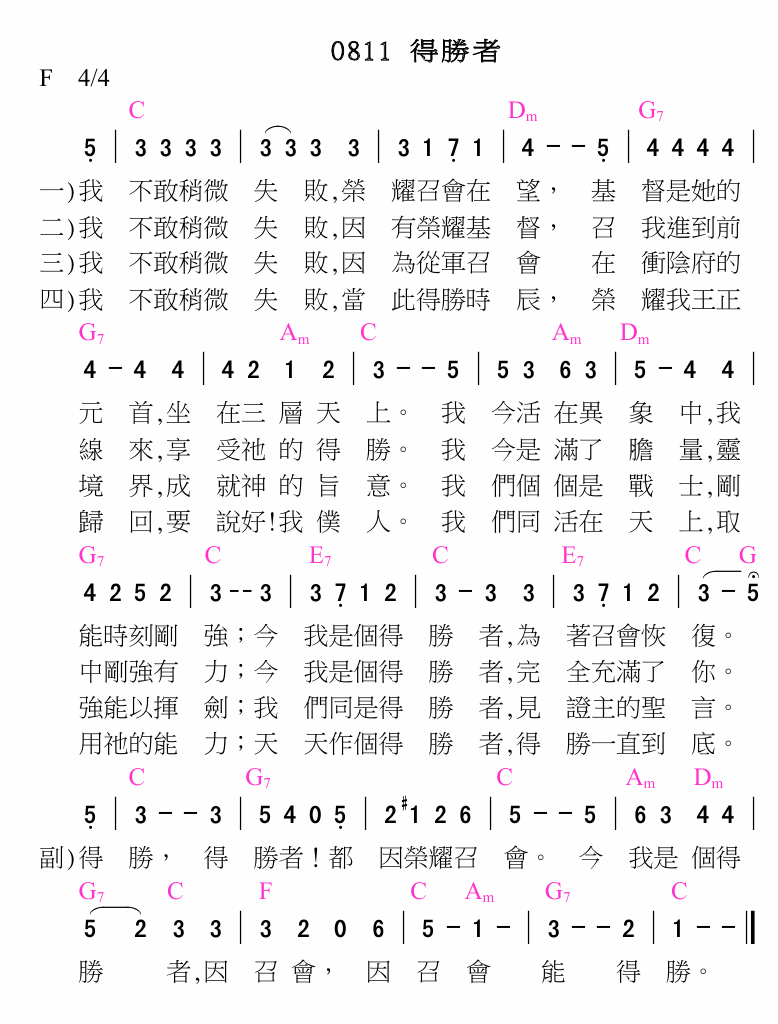 0811 得勝者
F 4/4
C Dm G7
5 | 3 3 3 3 | 3 3 3 3 | 3 1 7 1 | 4 - - 5 | 4 4 4 4 |
一)我 不敢稍微 失 敗,榮 耀召會在 望， 基 督是她的
二)我 不敢稍微 失 敗,因 有榮耀基 督， 召 我進到前
三)我 不敢稍微 失 敗,因 為從軍召 會 在 衝陰府的
四)我 不敢稍微 失 敗,當 此得勝時 辰， 榮 耀我王正
G7 Am C Am Dm
4 - 4 4 | 4 2 1 2 | 3 - - 5 | 5 3 6 3 | 5 - 4 4 |
元 首,坐 在三 層 天 上。 我 今活 在異 象 中,我
線 來,享 受祂 的 得 勝。 我 今是 滿了 膽 量,靈
境 界,成 就神 的 旨 意。 我 們個 個是 戰 士,剛
歸 回,要 說好!我 僕 人。 我 們同 活在 天 上,取
G7 C E7 C E7 C G
4 2 5 2 | 3 - - 3 | 3 7 1 2 | 3 - 3 3 | 3 7 1 2 | 3 - 5
能時刻剛 強；今 我是個得 勝 者,為 著召會恢 復。
中剛強有 力；今 我是個得 勝 者,完 全充滿了 你。
強能以揮 劍；我 們同是得 勝 者,見 證主的聖 言。
用祂的能 力；天 天作個得 勝 者,得 勝一直到 底。
C G7 C Am Dm
5 | 3 - - 3 | 5 4 0 5 | 2 #1 2 6 | 5 - - 5 | 6 3 4 4 |
副)得 勝， 得 勝者！都 因榮耀召 會。 今 我是 個得
G7 C F C Am G7 C
5 2 3 3 | 3 2 0 6 | 5 - 1 - | 3 - - 2 | 1 - - ‖
勝 者,因 召 會， 因 召 會 能 得 勝。